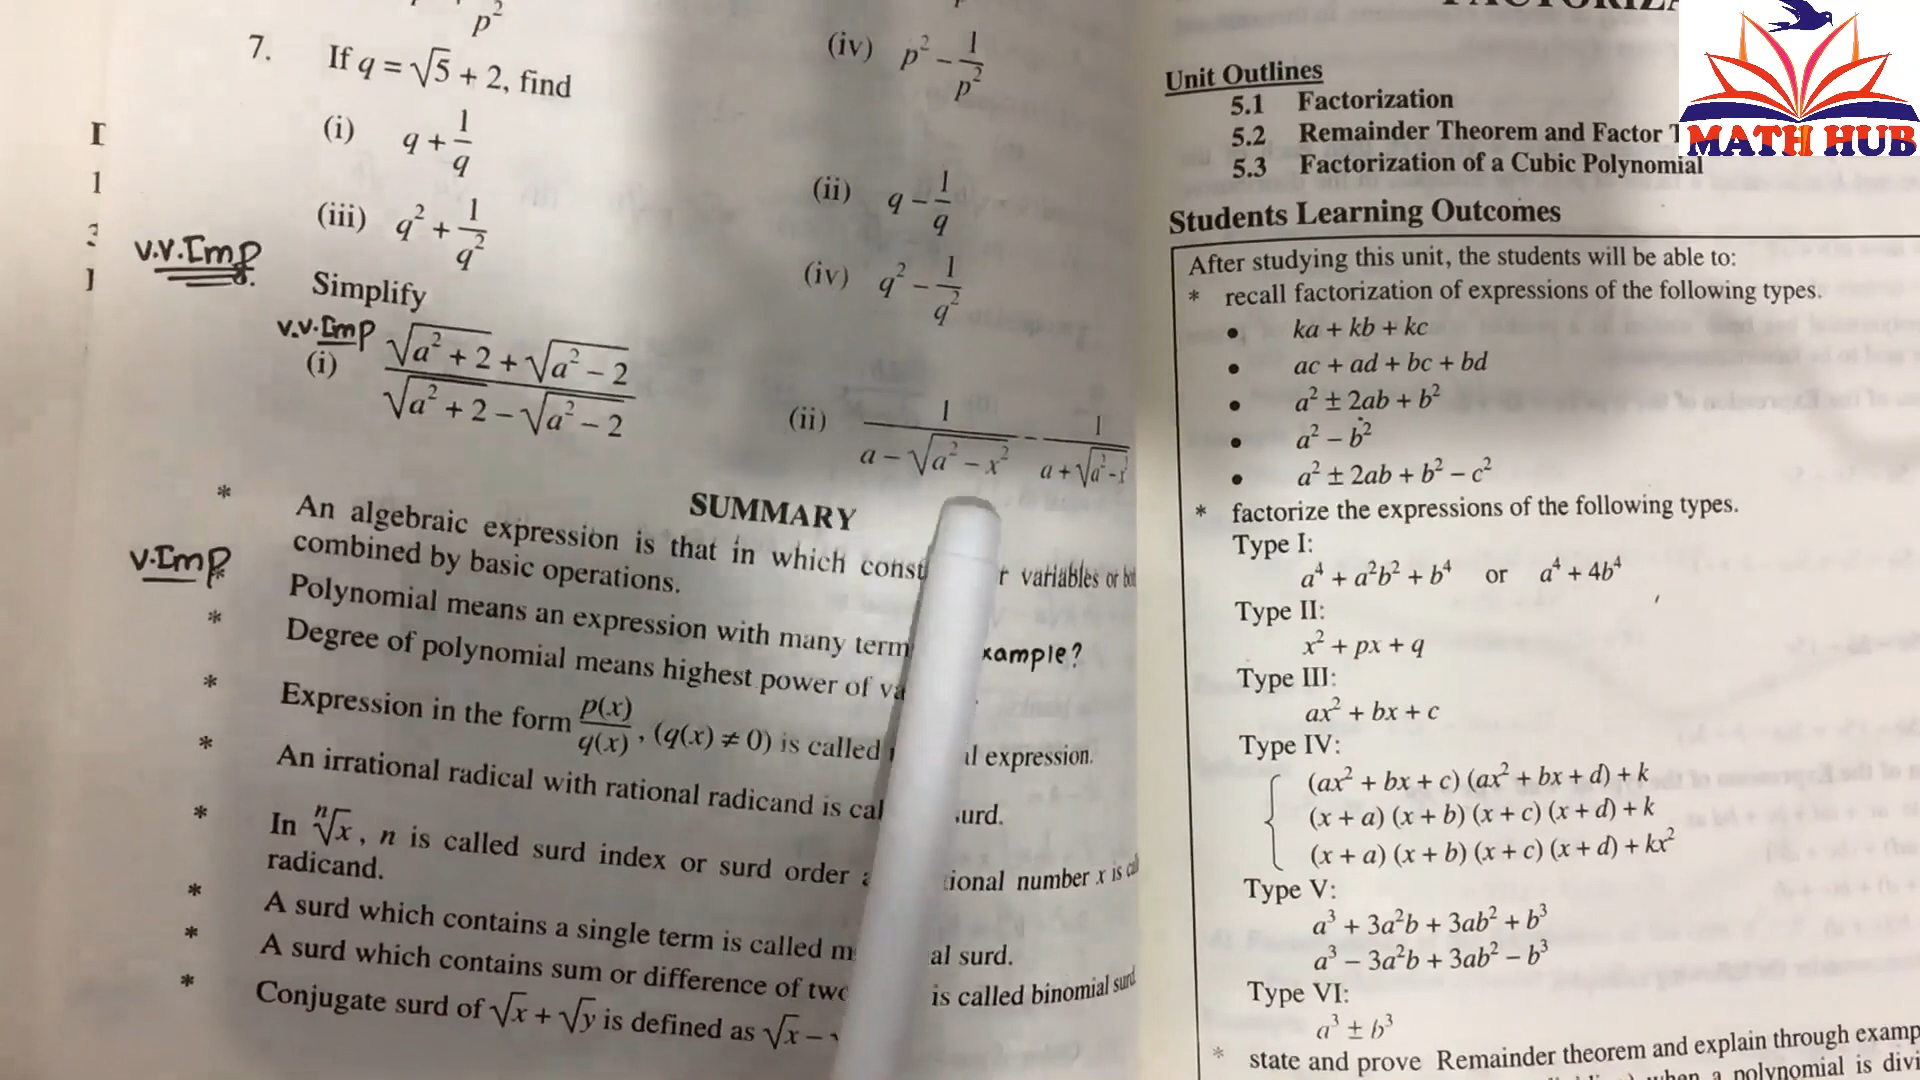 p²
7. If q = √5 + 2, find
(iv) p² − 1/p²
(i) q + 1/q
(ii) q − 1/q
(iii) q² + 1/q²
(iv) q² − 1/q²
V.V.Imp.
Simplify
V.V.Imp
(i) (√(a² + 2) + √(a² − 2)) / (√(a² + 2) − √(a² − 2))
(ii) 1/(a − √(a² − x²)) − 1/(a + √(a² − x²))
SUMMARY
* An algebraic expression is that in which variables or
combined by basic operations.
V.Imp
* Polynomial means an expression with many term xample?
* Degree of polynomial means highest power of
* Expression in the form p(x)/q(x), (q(x) ≠ 0) is called expression.
* An irrational radical with rational radicand is urd.
* In ⁿ√x, n is called surd index or surd order number x is
radicand.
* A surd which contains a single term is called al surd.
* A surd which contains sum or difference of is called binomial surd
* Conjugate surd of √x + √y is defined as √x −
Unit Outlines
5.1 Factorization
5.2 Remainder Theorem and Factor
5.3 Factorization of a Cubic Polynomial
Students Learning Outcomes
After studying this unit, the students will be able to:
* recall factorization of expressions of the following types.
• ka + kb + kc
• ac + ad + bc + bd
• a² ± 2ab + b²
• a² − b²
• a² ± 2ab + b² − c²
* factorize the expressions of the following types.
Type I:
a⁴ + a²b² + b⁴ or a⁴ + 4b⁴
Type II:
x² + px + q
Type III:
ax² + bx + c
Type IV:
(ax² + bx + c) (ax² + bx + d) + k
(x + a) (x + b) (x + c) (x + d) + k
(x + a) (x + b) (x + c) (x + d) + kx²
Type V:
a³ + 3a²b + 3ab² + b³
a³ − 3a²b + 3ab² − b³
Type VI:
a³ ± b³
* state and prove Remainder theorem and explain through
when a polynomial is
MATH HUB